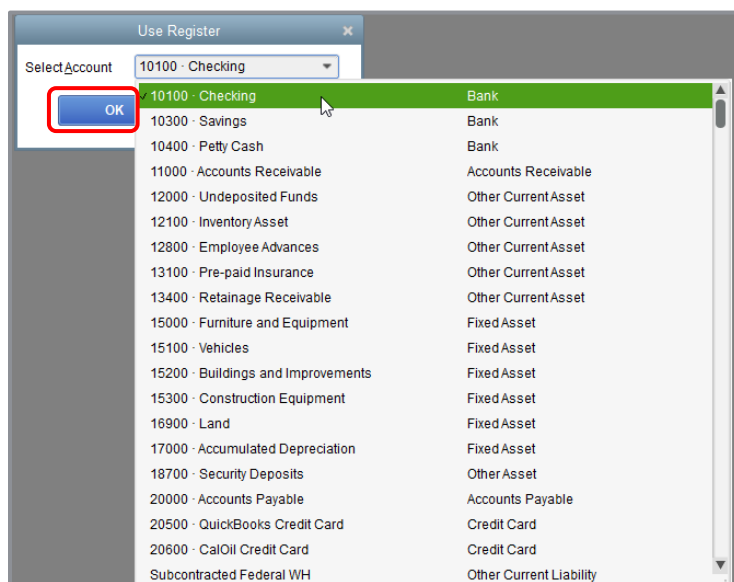 Use Register
Select Account 10100 · Checking
OK
10100 · Checking Bank
10300 · Savings Bank
10400 · Petty Cash Bank
11000 · Accounts Receivable Accounts Receivable
12000 · Undeposited Funds Other Current Asset
12100 · Inventory Asset Other Current Asset
12800 · Employee Advances Other Current Asset
13100 · Pre-paid Insurance Other Current Asset
13400 · Retainage Receivable Other Current Asset
15000 · Furniture and Equipment Fixed Asset
15100 · Vehicles Fixed Asset
15200 · Buildings and Improvements Fixed Asset
15300 · Construction Equipment Fixed Asset
16900 · Land Fixed Asset
17000 · Accumulated Depreciation Fixed Asset
18700 · Security Deposits Other Asset
20000 · Accounts Payable Accounts Payable
20500 · QuickBooks Credit Card Credit Card
20600 · CalOil Credit Card Credit Card
Subcontracted Federal WH Other Current Liability